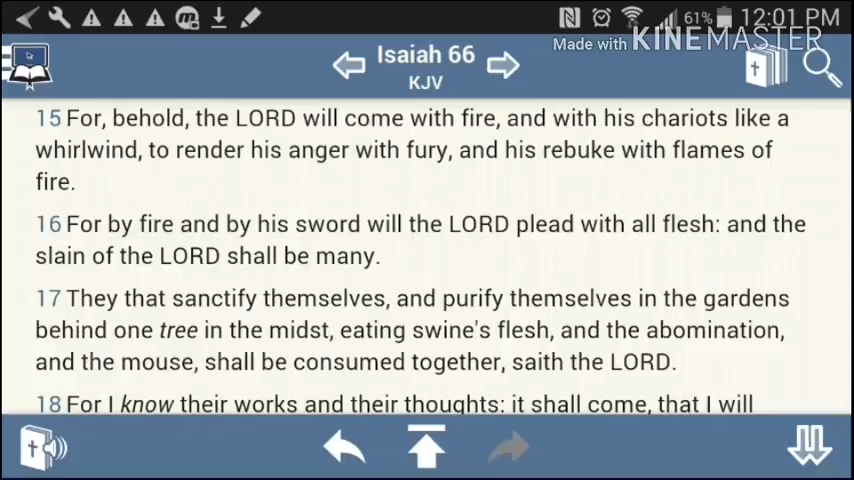 61% 12:01 PM
Made with KINEMASTER
Isaiah 66
KJV
15 For, behold, the LORD will come with fire, and with his chariots like a
whirlwind, to render his anger with fury, and his rebuke with flames of
fire.
16 For by fire and by his sword will the LORD plead with all flesh: and the
slain of the LORD shall be many.
17 They that sanctify themselves, and purify themselves in the gardens
behind one tree in the midst, eating swine's flesh, and the abomination,
and the mouse, shall be consumed together, saith the LORD.
18 For I know their works and their thoughts: it shall come, that I will